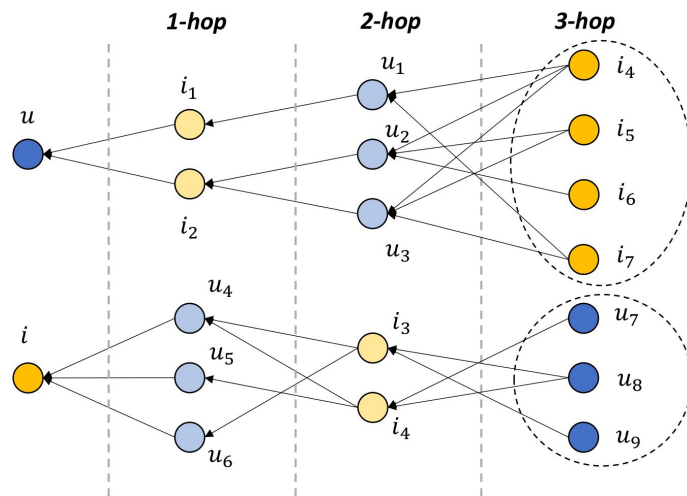 1-hop 2-hop 3-hop
u
i₁
i₂
u₁
u₂
u₃
i₄
i₅
i₆
i₇
i
u₄
u₅
u₆
i₃
i₄
u₇
u₈
u₉